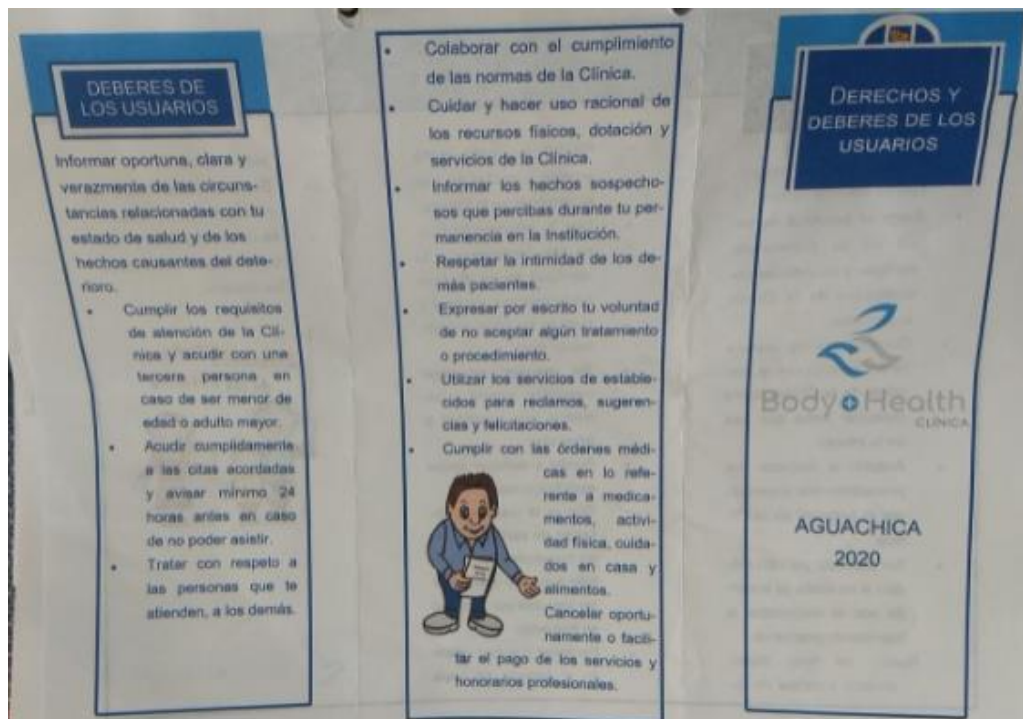 DEBERES DE
LOS USUARIOS
Informar oportuna, clara y
verazmente de las circuns-
tancias relacionadas con tu
estado de salud y de los
hechos causantes del dete-
rioro.
• Cumplir los requisitos
de atención de la Clí-
nica y acudir con una
tercera persona en
caso de ser menor de
edad o adulto mayor.
• Acudir cumplidamente
a las citas acordadas
y avisar mínimo 24
horas antes en caso
de no poder asistir.
• Tratar con respeto a
las personas que te
atienden, a los demás.
• Colaborar con el cumplimiento
de las normas de la Clínica.
• Cuidar y hacer uso racional de
los recursos físicos, dotación y
servicios de la Clínica.
• Informar los hechos sospecho-
sos que percibas durante tu per-
manencia en la Institución.
• Respetar la intimidad de los de-
más pacientes.
• Expresar por escrito tu voluntad
de no aceptar algún tratamiento
o procedimiento.
• Utilizar los servicios de estable-
cidos para reclamos, sugeren-
cias y felicitaciones.
• Cumplir con las órdenes médi-
cas en lo refe-
rente a medica-
mentos, activi-
dad física, cuida-
dos en casa y
alimentos.
Cancelar oportu-
namente o facili-
tar el pago de los servicios y
honorarios profesionales.
DERECHOS Y
DEBERES DE LOS
USUARIOS
Body Health
CLÍNICA
AGUACHICA
2020